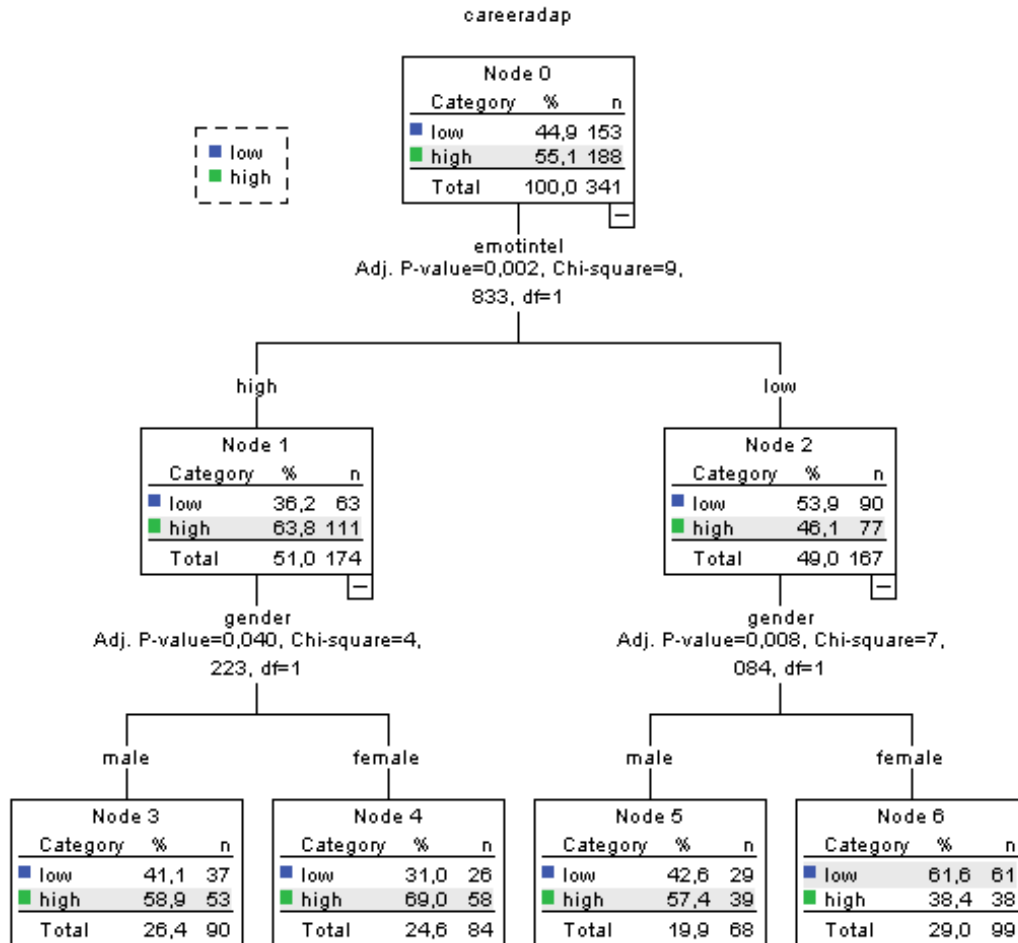 careeradap
Node 0
Category % n
low 44,9 153
high 55,1 188
Total 100,0 341
low
high
emotintel
Adj. P-value=0,002, Chi-square=9,
833, df=1
high
low
Node 1
Category % n
low 36,2 63
high 63,8 111
Total 51,0 174
Node 2
Category % n
low 53,9 90
high 46,1 77
Total 49,0 167
gender
Adj. P-value=0,040, Chi-square=4,
223, df=1
gender
Adj. P-value=0,008, Chi-square=7,
084, df=1
male
female
male
female
Node 3
Category % n
low 41,1 37
high 58,9 53
Total 26,4 90
Node 4
Category % n
low 31,0 26
high 69,0 58
Total 24,6 84
Node 5
Category % n
low 42,6 29
high 57,4 39
Total 19,9 68
Node 6
Category % n
low 61,6 61
high 38,4 38
Total 29,0 99